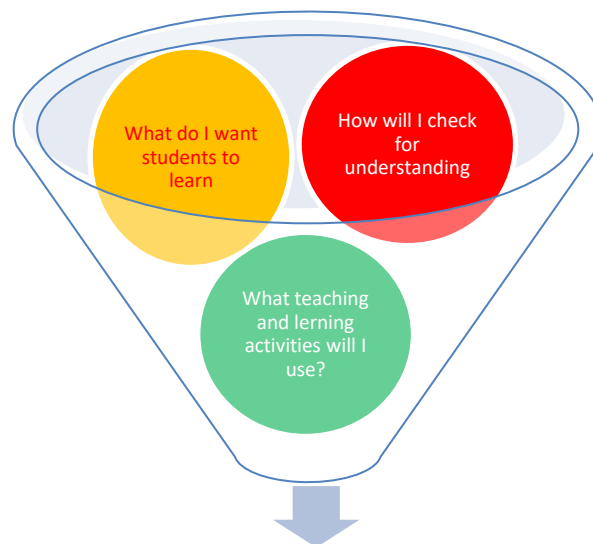 What do I want
students to
learn
How will I check
for
understanding
What teaching
and lerning
activities will I
use?